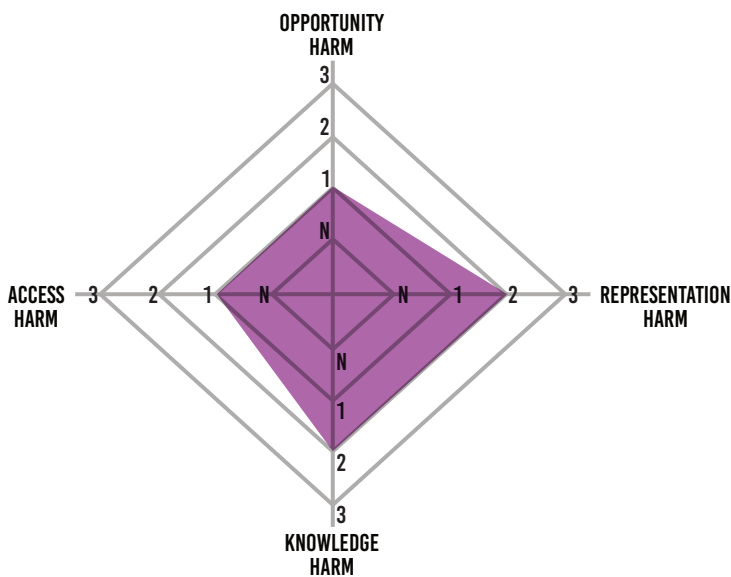 OPPORTUNITY
HARM
3
2
1
N
ACCESS
HARM
3 2 1 N N 1 2 3
REPRESENTATION
HARM
N
1
2
3
KNOWLEDGE
HARM